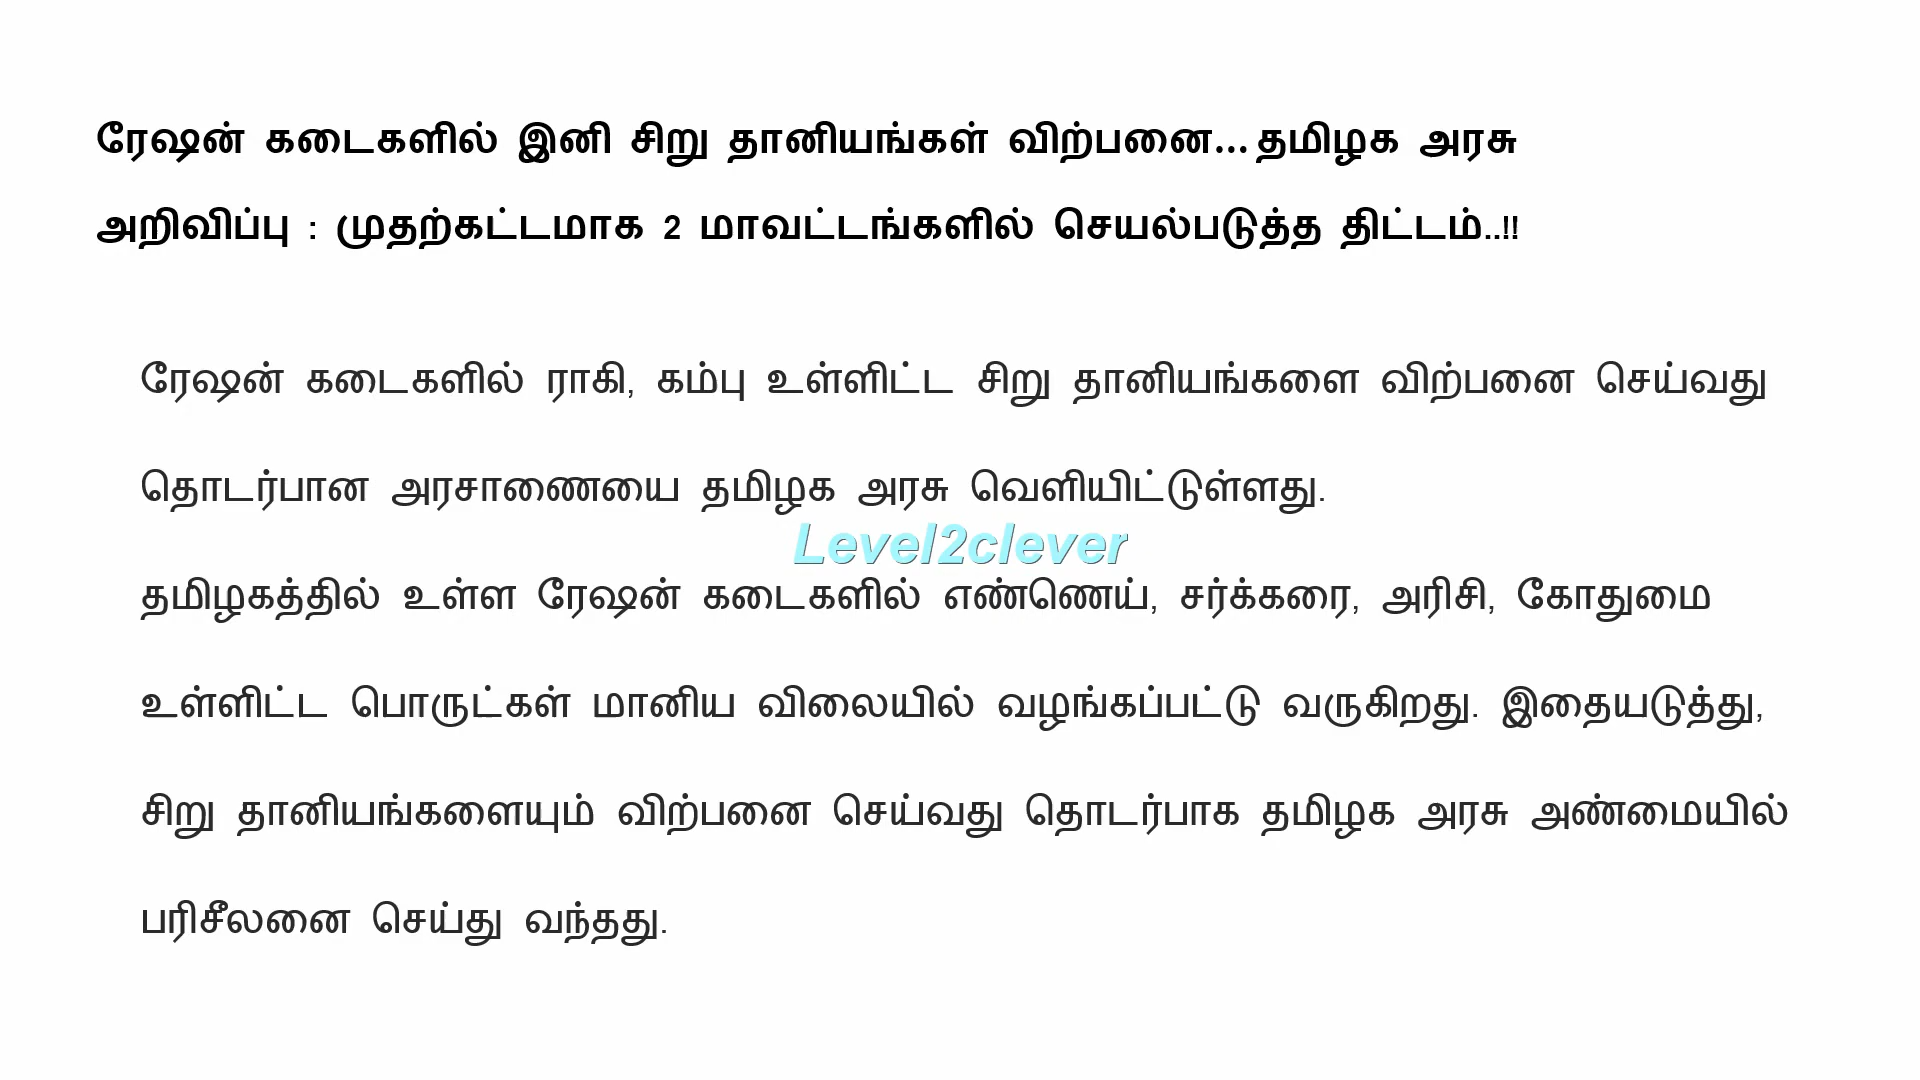 ரேஷன் கடைகளில் இனி சிறு தானியங்கள் விற்பனை... தமிழக அரசு
அறிவிப்பு : முதற்கட்டமாக 2 மாவட்டங்களில் செயல்படுத்த திட்டம்..!!
ரேஷன் கடைகளில் ராகி, கம்பு உள்ளிட்ட சிறு தானியங்களை விற்பனை செய்வது
தொடர்பான அரசாணையை தமிழக அரசு வெளியிட்டுள்ளது.
Level2clever
தமிழகத்தில் உள்ள ரேஷன் கடைகளில் எண்ணெய், சர்க்கரை, அரிசி, கோதுமை
உள்ளிட்ட பொருட்கள் மானிய விலையில் வழங்கப்பட்டு வருகிறது. இதையடுத்து,
சிறு தானியங்களையும் விற்பனை செய்வது தொடர்பாக தமிழக அரசு அண்மையில்
பரிசீலனை செய்து வந்தது.